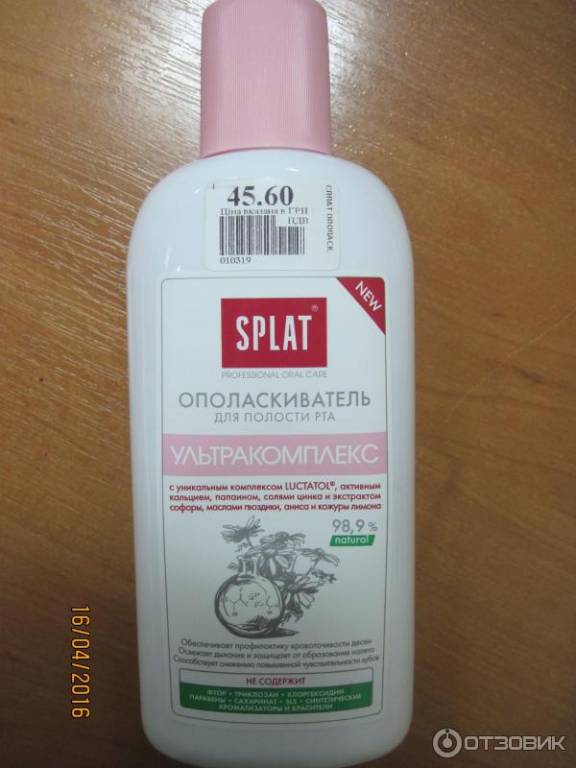 45.60
Ціна вказана в ГРН
ПДВ
010319
СПЛАТ ОПОЛАСК
NEW
SPLAT®
PROFESSIONAL ORAL CARE
ОПОЛАСКИВАТЕЛЬ
ДЛЯ ПОЛОСТИ РТА
УЛЬТРАКОМПЛЕКС
с уникальным комплексом LUCTATOL®, активным
кальцием, папаином, солями цинка и экстрактом
софоры, маслами гвоздики, аниса и кожуры лимона
98,9 %
natural
Обеспечивает профилактику кровоточивости десен
Освежает дыхание и защищает от образования налета
Способствует снижению повышенной чувствительности зубов
НЕ СОДЕРЖИТ
ФТОР • ТРИКЛОЗАН • ХЛОРГЕКСИДИН
ПАРАБЕНЫ • САХАРИНАТ • SLS • СИНТЕТИЧЕСКИЕ
АРОМАТИЗАТОРЫ И КРАСИТЕЛИ
16/04/2016
ОТЗОВИК